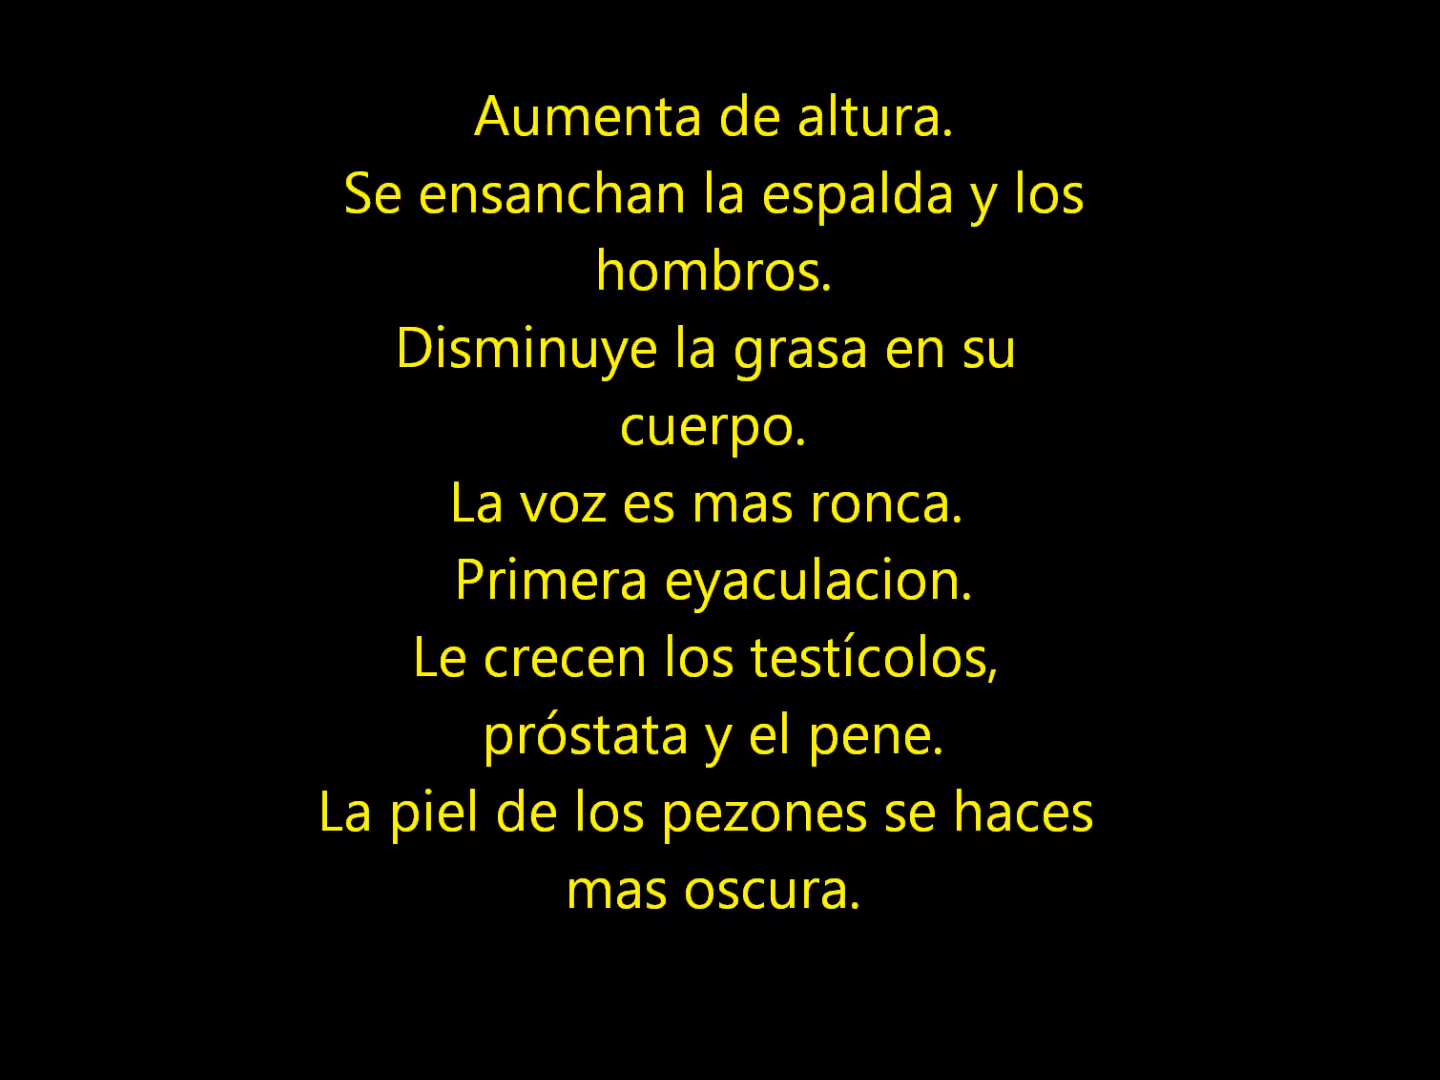 Aumenta de altura.
Se ensanchan la espalda y los
hombros.
Disminuye la grasa en su
cuerpo.
La voz es mas ronca.
Primera eyaculacion.
Le crecen los testícolos,
próstata y el pene.
La piel de los pezones se haces
mas oscura.